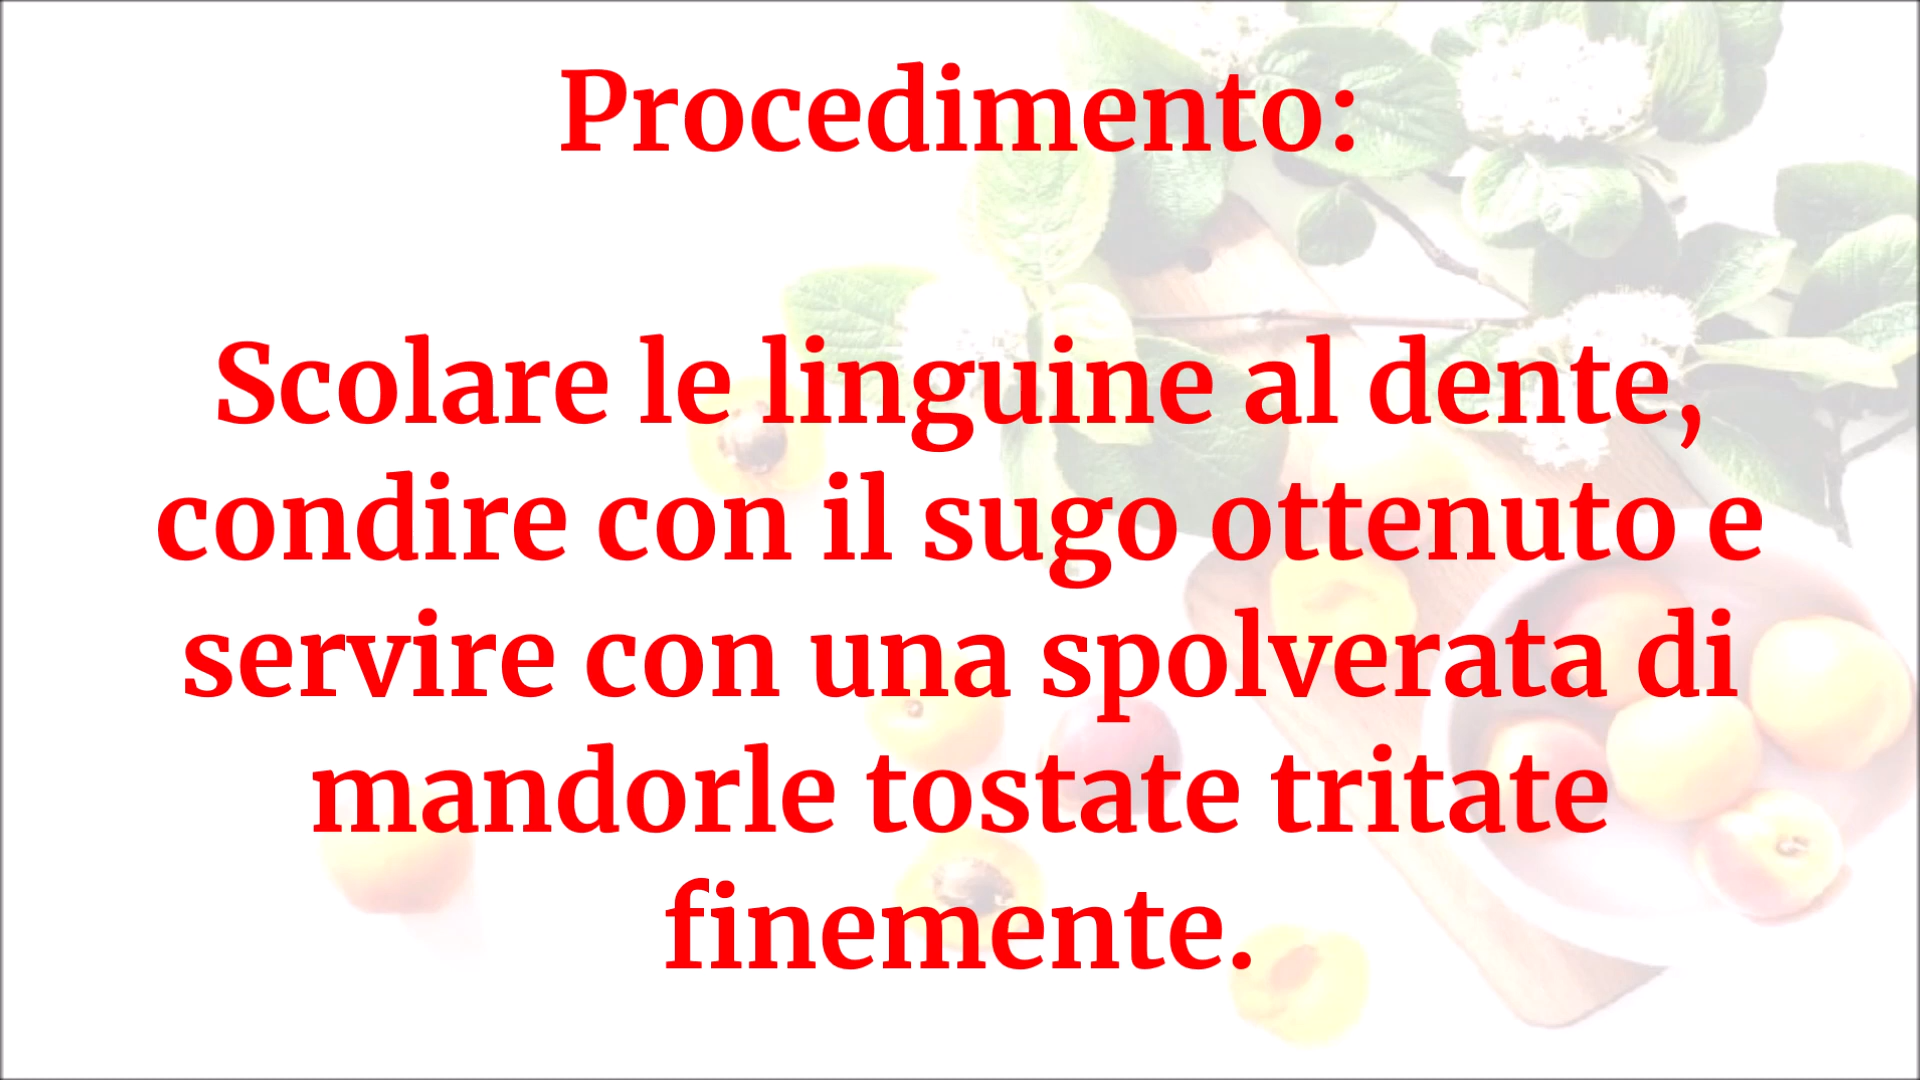 Procedimento:
Scolare le linguine al dente,
condire con il sugo ottenuto e
servire con una spolverata di
mandorle tostate tritate
finemente.